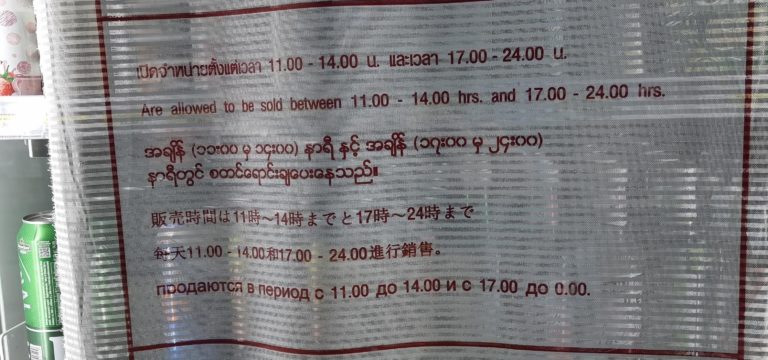 เปิดจำหน่ายตั้งแต่เวลา 11.00 - 14.00 น. และเวลา 17.00 - 24.00 น.
Are allowed to be sold between 11.00 - 14.00 hrs. and 17.00 - 24.00 hrs.
အချိန် (၁၁း၀၀ မှ ၁၄း၀၀) နာရီ နှင့် အချိန် (၁၇း၀၀ မှ ၂၄း၀၀)
နာရီတွင် စတင်ရောင်းချပေးနေသည်။
販売時間は11時～14時までと17時～24時まで
每天11.00 - 14.00和17.00 - 24.00進行銷售。
продаются в период с 11.00 до 14.00 и с 17.00 до 0.00.